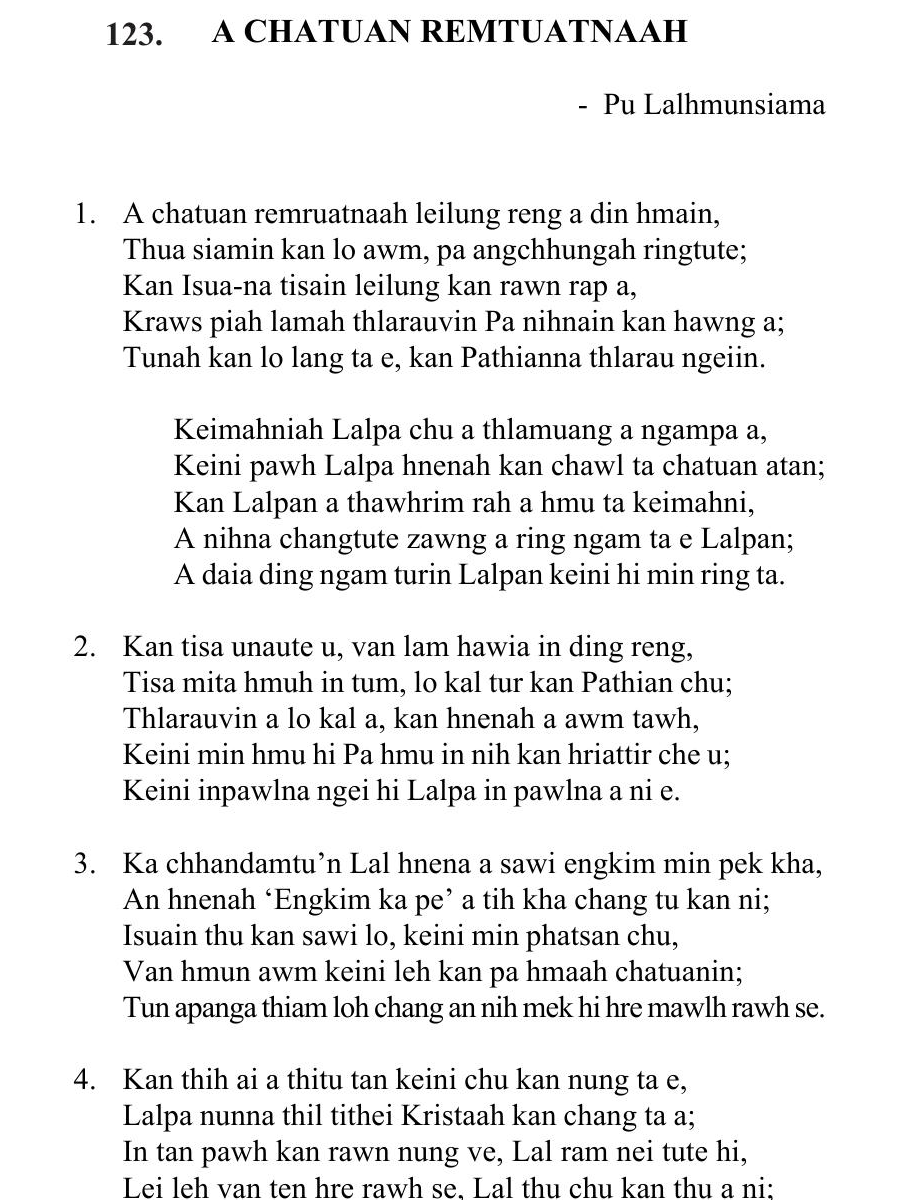 123. A CHATUAN REMTUATNAAH
- Pu Lalhmunsiama
1. A chatuan remruatnaah leilung reng a din hmain,
Thua siamin kan lo awm, pa angchhungah ringtute;
Kan Isua-na tisain leilung kan rawn rap a,
Kraws piah lamah thlarauvin Pa nihnain kan hawng a;
Tunah kan lo lang ta e, kan Pathianna thlarau ngeiin.
Keimahniah Lalpa chu a thlamuang a ngampa a,
Keini pawh Lalpa hnenah kan chawl ta chatuan atan;
Kan Lalpan a thawhrim rah a hmu ta keimahni,
A nihna changtute zawng a ring ngam ta e Lalpan;
A daia ding ngam turin Lalpan keini hi min ring ta.
2. Kan tisa unaute u, van lam hawia in ding reng,
Tisa mita hmuh in tum, lo kal tur kan Pathian chu;
Thlarauvin a lo kal a, kan hnenah a awm tawh,
Keini min hmu hi Pa hmu in nih kan hriattir che u;
Keini inpawlna ngei hi Lalpa in pawlna a ni e.
3. Ka chhandamtu’n Lal hnena a sawi engkim min pek kha,
An hnenah ‘Engkim ka pe’ a tih kha chang tu kan ni;
Isuain thu kan sawi lo, keini min phatsan chu,
Van hmun awm keini leh kan pa hmaah chatuanin;
Tun apanga thiam loh chang an nih mek hi hre mawlh rawh se.
4. Kan thih ai a thitu tan keini chu kan nung ta e,
Lalpa nunna thil tithei Kristaah kan chang ta a;
In tan pawh kan rawn nung ve, Lal ram nei tute hi,
Lei leh van ten hre rawh se, Lal thu chu kan thu a ni;